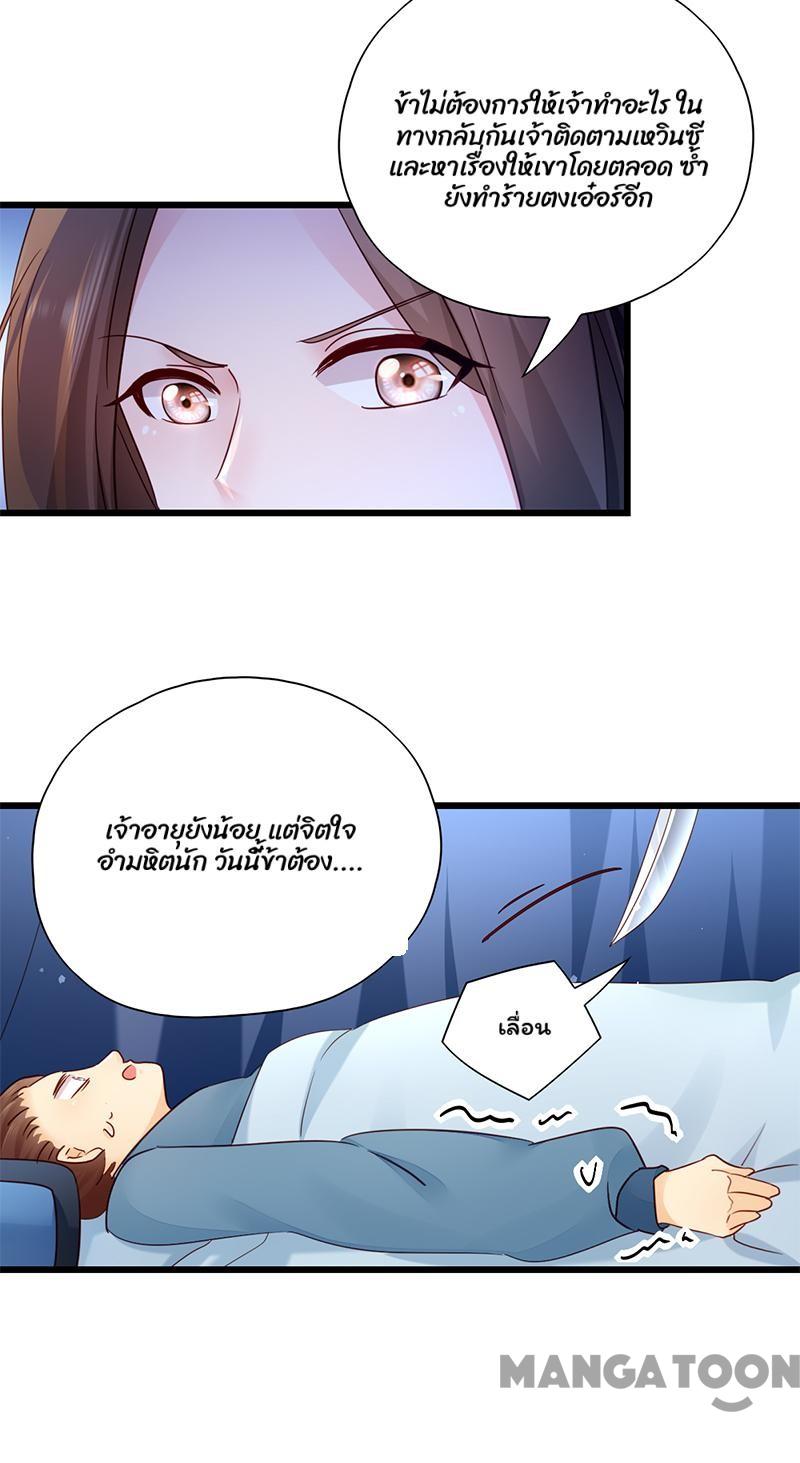 ข้าไม่ต้องการให้เจ้าทำอะไร ใน
ทางกลับกันเจ้าติดตามเหวินซี
และหาเรื่องให้เขาโดยตลอด ซ้ำ
ยังทำร้ายตงเอ๋อร์อีก
เจ้าอายุยังน้อย แต่จิตใจ
อำมหิตนัก วันนี้ข้าต้อง....
เลื่อน
MANGATOON